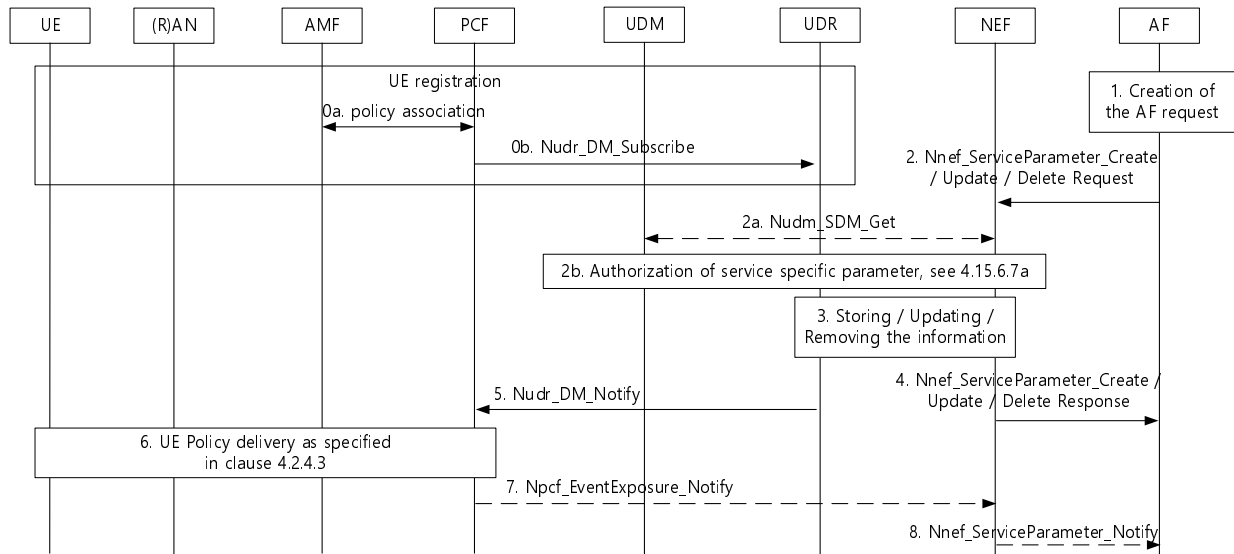 UE
(R)AN
AMF
PCF
UDM
UDR
NEF
AF
UE registration
0a. policy association
0b. Nudr_DM_Subscribe
1. Creation of
the AF request
2. Nnef_ServiceParameter_Create
/ Update / Delete Request
2a. Nudm_SDM_Get
2b. Authorization of service specific parameter, see 4.15.6.7a
3. Storing / Updating /
Removing the information
4. Nnef_ServiceParameter_Create /
Update / Delete Response
5. Nudr_DM_Notify
6. UE Policy delivery as specified
in clause 4.2.4.3
7. Npcf_EventExposure_Notify
8. Nnef_ServiceParameter_Notify